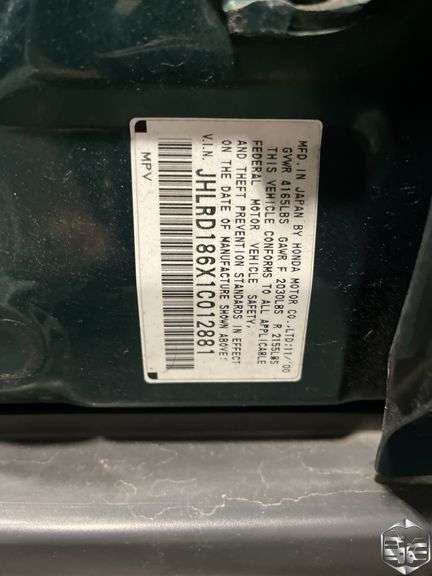 MFD. IN JAPAN BY HONDA MOTOR CO.,LTD.11/'00
GVWR 4165LBS GAWR F 2030LBS R 2155LBS
THIS VEHICLE CONFORMS TO ALL APPLICABLE
FEDERAL MOTOR VEHICLE SAFETY.
AND THEFT PREVENTION STANDARDS IN EFFECT
ON THE DATE OF MANUFACTURE SHOWN ABOVE.
V.I.N. JHLRD186X1C012881
MPV